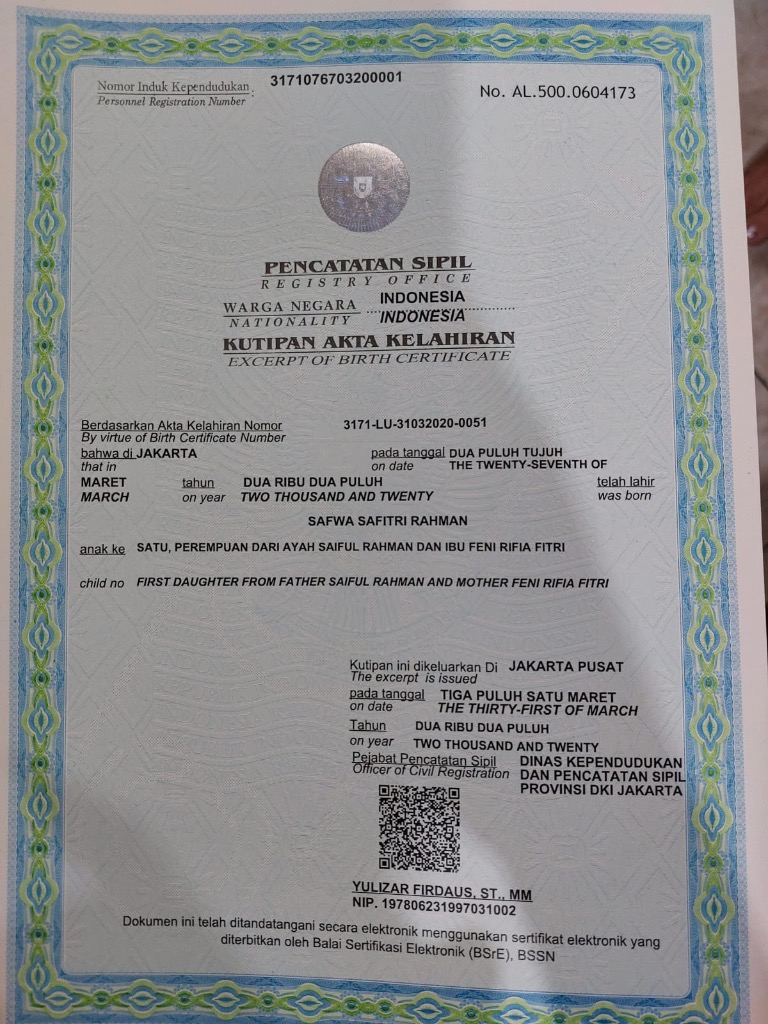 Nomor Induk Kependudukan : 3171076703200001
Personnel Registration Number
No. AL.500.0604173
PENCATATAN SIPIL
REGISTRY OFFICE
WARGA NEGARA INDONESIA
NATIONALITY INDONESIA
KUTIPAN AKTA KELAHIRAN
EXCERPT OF BIRTH CERTIFICATE
Berdasarkan Akta Kelahiran Nomor 3171-LU-31032020-0051
By virtue of Birth Certificate Number
bahwa di JAKARTA pada tanggal DUA PULUH TUJUH
that in on date THE TWENTY-SEVENTH OF
MARET tahun DUA RIBU DUA PULUH telah lahir
MARCH on year TWO THOUSAND AND TWENTY was born
SAFWA SAFITRI RAHMAN
anak ke SATU, PEREMPUAN DARI AYAH SAIFUL RAHMAN DAN IBU FENI RIFIA FITRI
child no FIRST DAUGHTER FROM FATHER SAIFUL RAHMAN AND MOTHER FENI RIFIA FITRI
Kutipan ini dikeluarkan Di JAKARTA PUSAT
The excerpt is issued
pada tanggal TIGA PULUH SATU MARET
on date THE THIRTY-FIRST OF MARCH
Tahun DUA RIBU DUA PULUH
on year TWO THOUSAND AND TWENTY
Pejabat Pencatatan Sipil DINAS KEPENDUDUKAN
Officer of Civil Registration DAN PENCATATAN SIPIL
PROVINSI DKI JAKARTA
YULIZAR FIRDAUS, ST., MM
NIP. 197806231997031002
Dokumen ini telah ditandatangani secara elektronik menggunakan sertifikat elektronik yang
diterbitkan oleh Balai Sertifikasi Elektronik (BSrE), BSSN